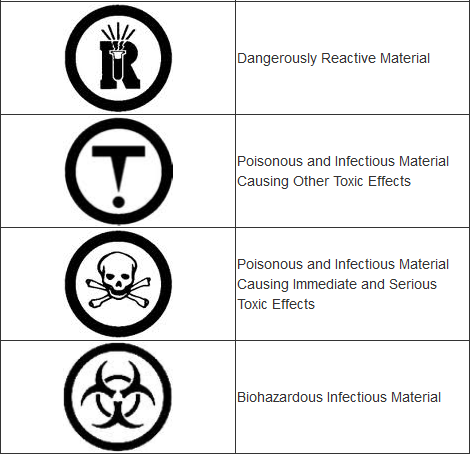 R
Dangerously Reactive Material
T
Poisonous and Infectious Material
Causing Other Toxic Effects
Poisonous and Infectious Material
Causing Immediate and Serious
Toxic Effects
Biohazardous Infectious Material